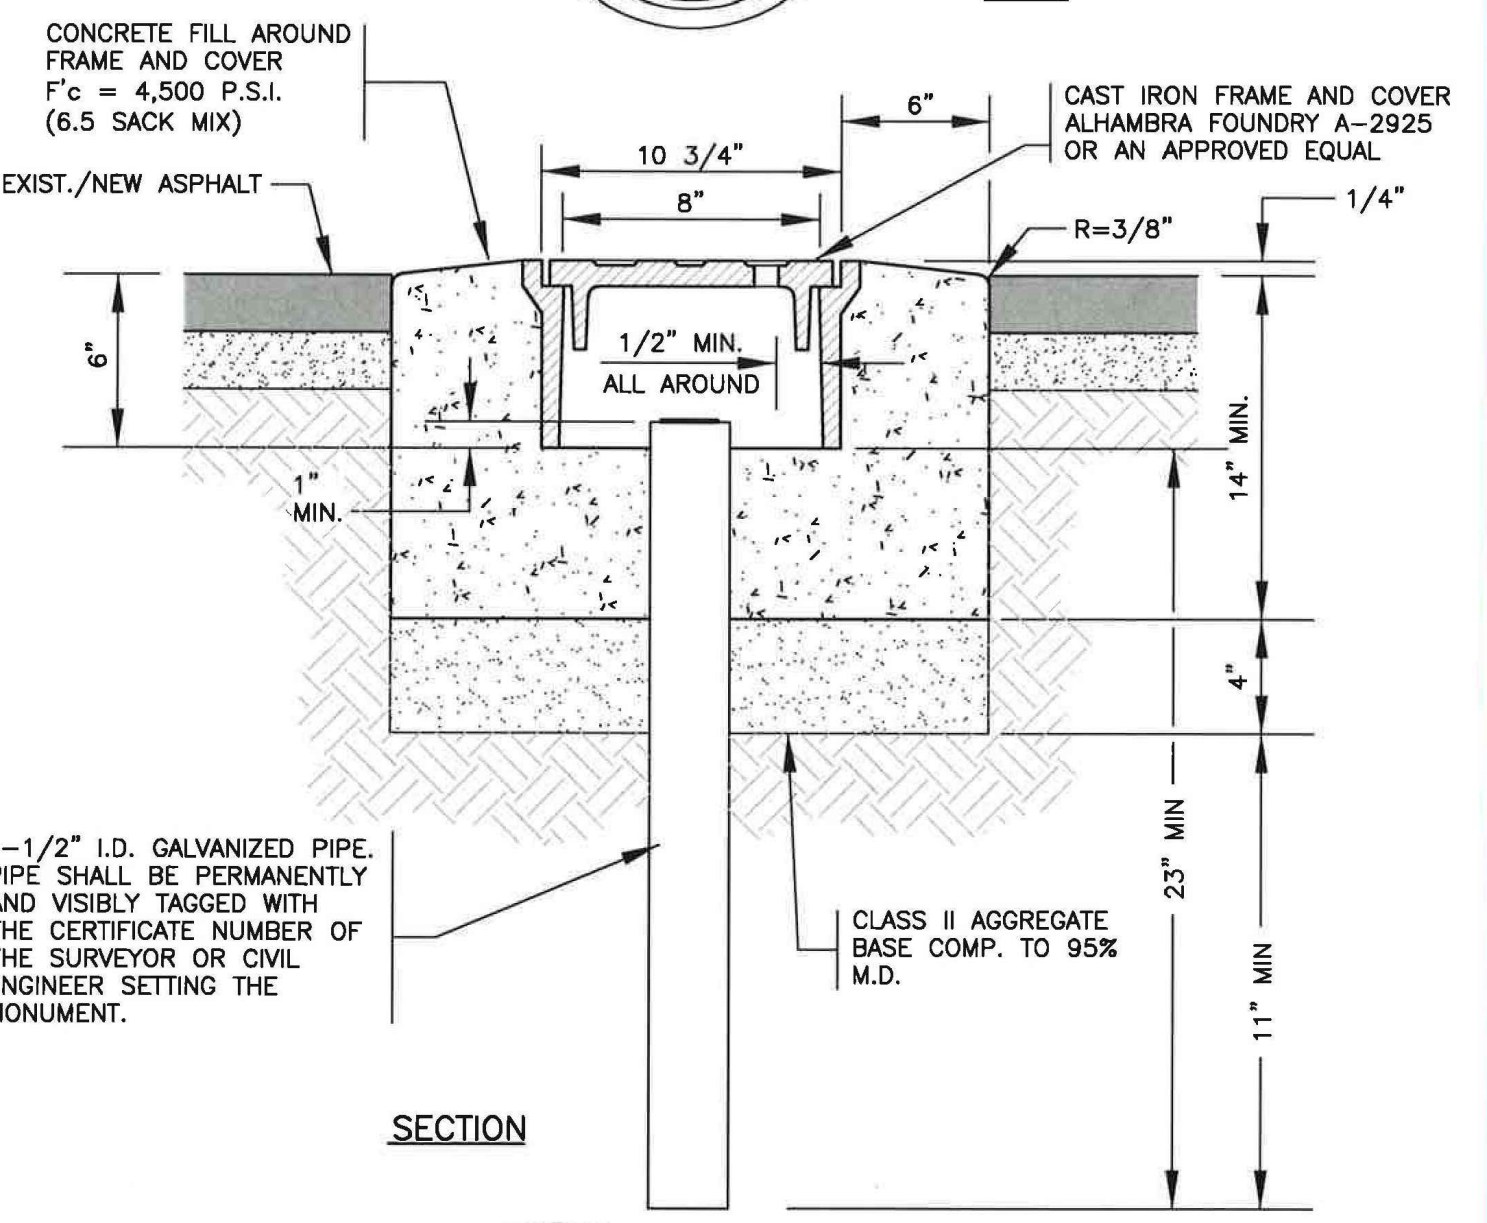 CONCRETE FILL AROUND
FRAME AND COVER
F'c = 4,500 P.S.I.
(6.5 SACK MIX)
EXIST./NEW ASPHALT
10 3/4"
8"
6"
CAST IRON FRAME AND COVER
ALHAMBRA FOUNDRY A-2925
OR AN APPROVED EQUAL
1/4"
R=3/8"
6"
1/2" MIN.
ALL AROUND
1"
MIN.
14" MIN.
4"
23" MIN
11" MIN
-1/2" I.D. GALVANIZED PIPE.
PIPE SHALL BE PERMANENTLY
AND VISIBLY TAGGED WITH
THE CERTIFICATE NUMBER OF
THE SURVEYOR OR CIVIL
ENGINEER SETTING THE
MONUMENT.
CLASS II AGGREGATE
BASE COMP. TO 95%
M.D.
SECTION